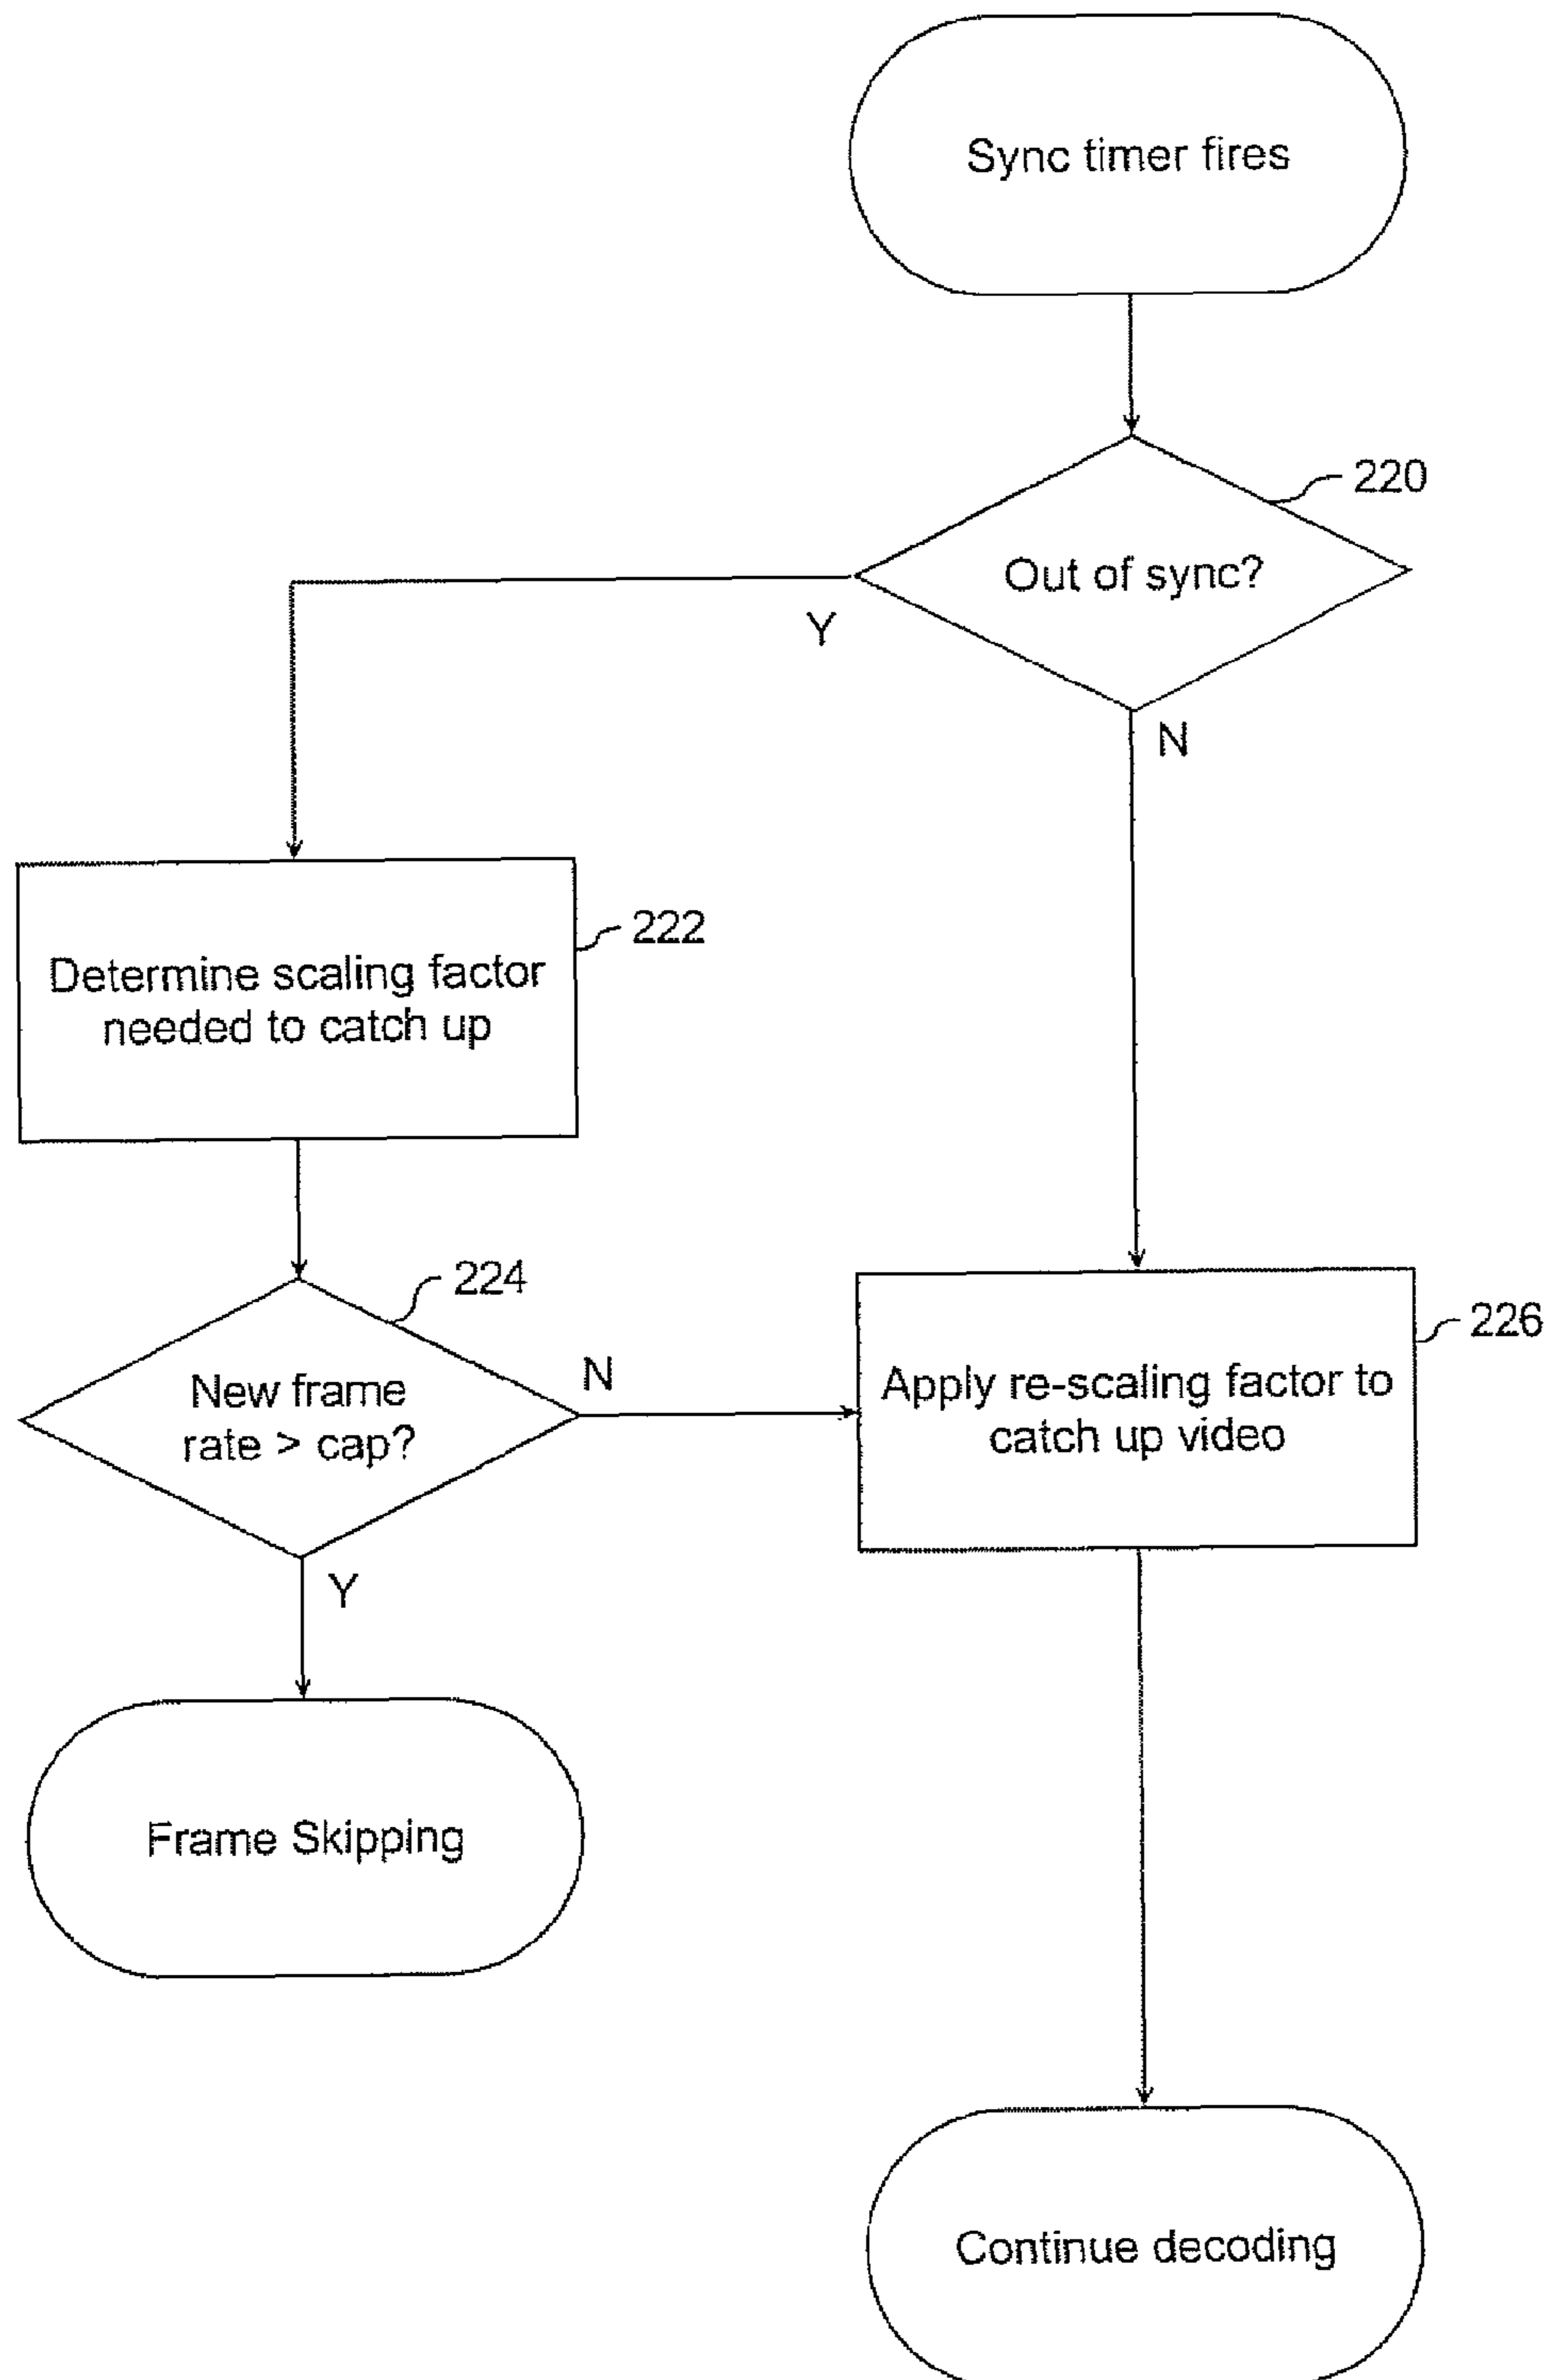 Sync timer fires
220
Out of sync?
Y
N
222
Determine scaling factor
needed to catch up
224
New frame
rate > cap?
N
226
Apply re-scaling factor to
catch up video
Y
Frame Skipping
Continue decoding